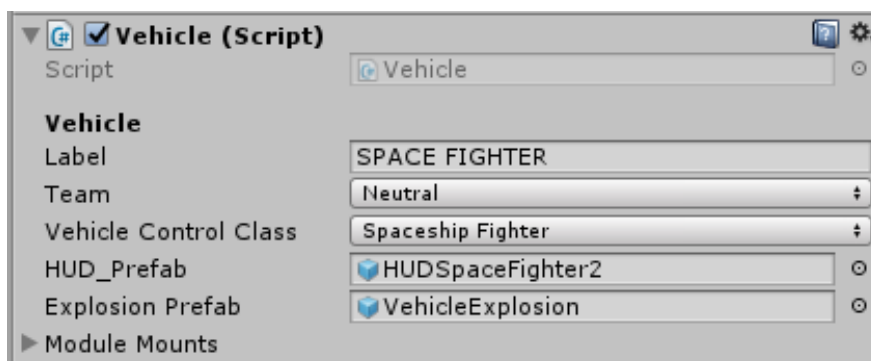 Vehicle (Script)
Script Vehicle
Vehicle
Label SPACE FIGHTER
Team Neutral
Vehicle Control Class Spaceship Fighter
HUD_Prefab HUDSpaceFighter2
Explosion Prefab VehicleExplosion
Module Mounts